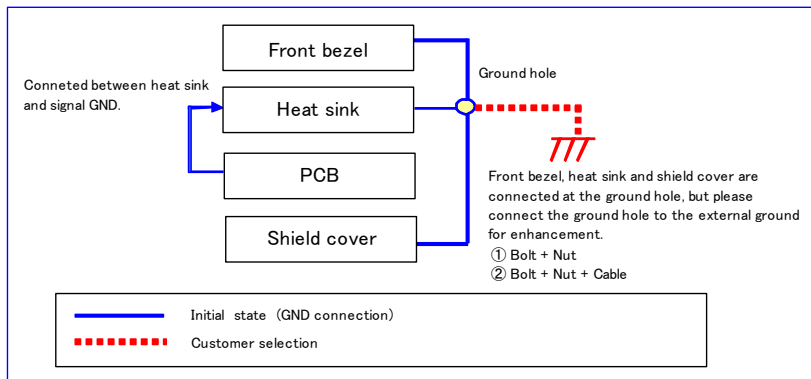 Front bezel
Ground hole
Conneted between heat sink
and signal GND.
Heat sink
PCB
Shield cover
Front bezel, heat sink and shield cover are
connected at the ground hole, but please
connect the ground hole to the external ground
for enhancement.
① Bolt + Nut
② Bolt + Nut + Cable
Initial state (GND connection)
Customer selection